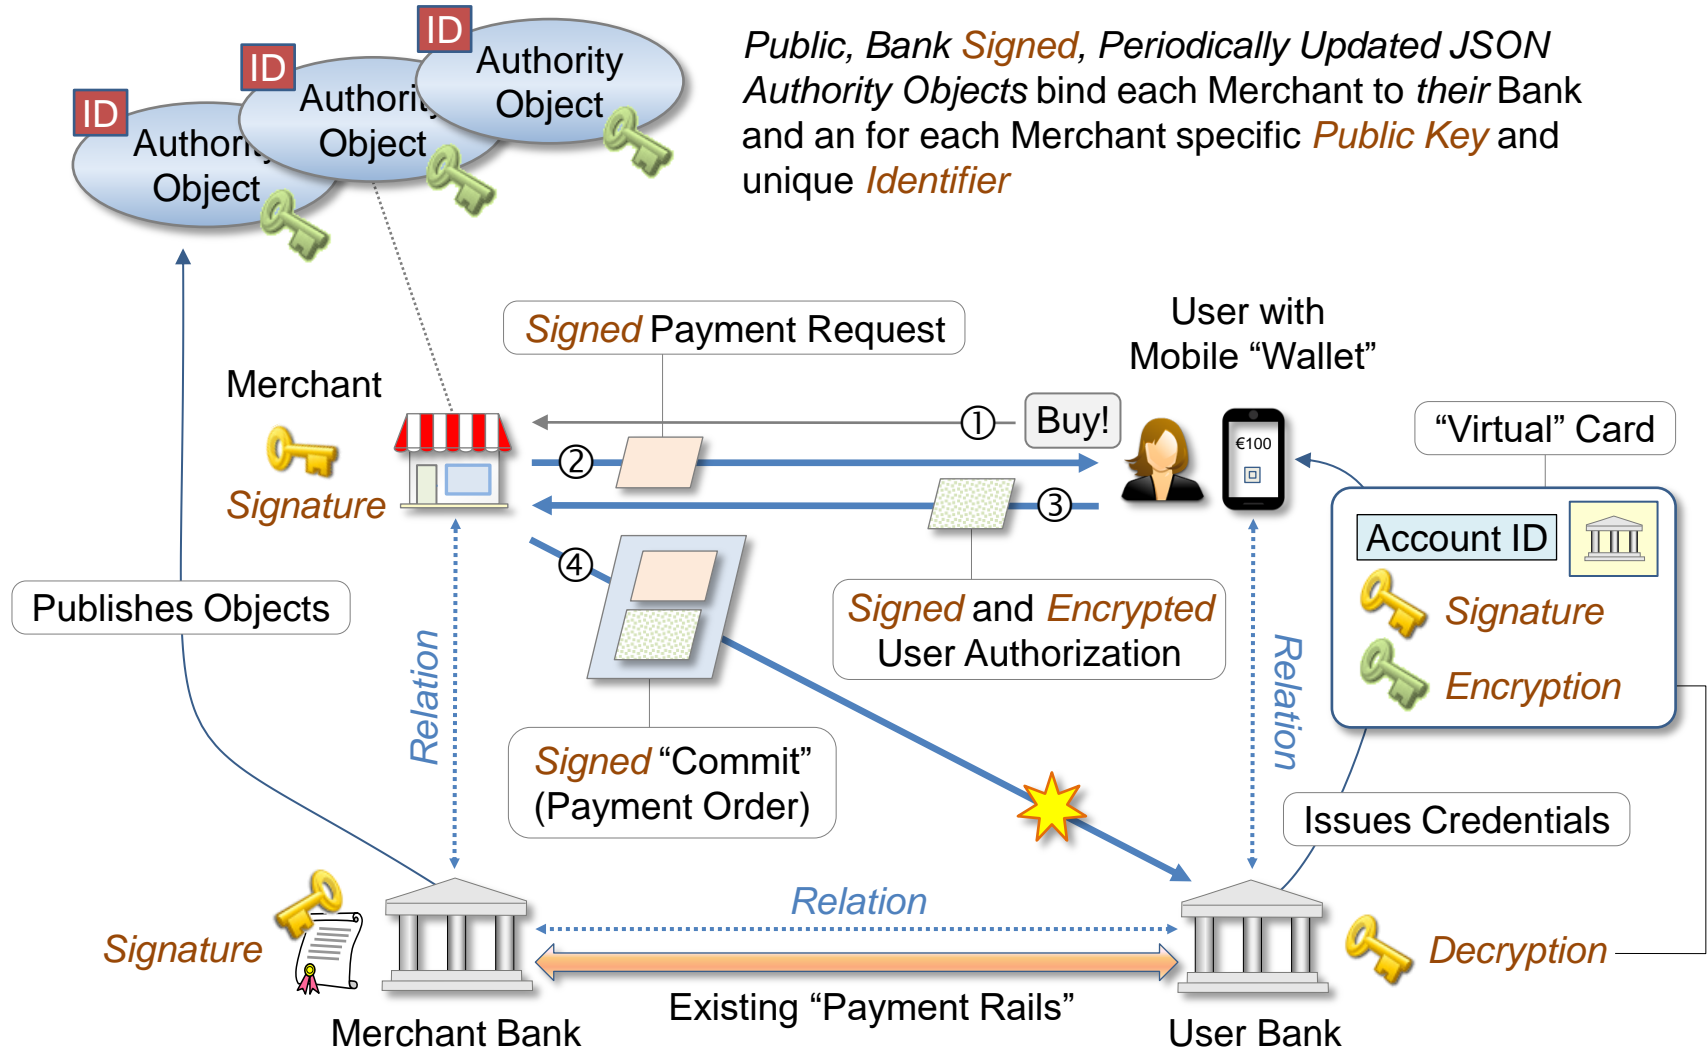 ID
Authority
Object
ID
Authority
Object
ID
Authority
Object
Public, Bank Signed, Periodically Updated JSON
Authority Objects bind each Merchant to their Bank
and an for each Merchant specific Public Key and
unique Identifier
Signed Payment Request
User with
Mobile “Wallet”
Merchant
Signature
①
Buy!
②
③
④
€100
“Virtual” Card
Account ID
Signature
Encryption
Publishes Objects
Relation
Signed and Encrypted
User Authorization
Relation
Signed “Commit”
(Payment Order)
Issues Credentials
Signature
Relation
Decryption
Existing “Payment Rails”
Merchant Bank
User Bank